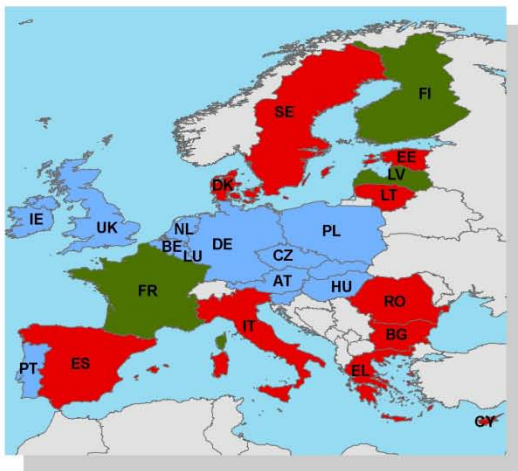 FI
SE
EE
LV
DK
LT
IE
UK
NL
BE
DE
PL
LU
CZ
AT
HU
FR
RO
IT
BG
PT
ES
EL
CY